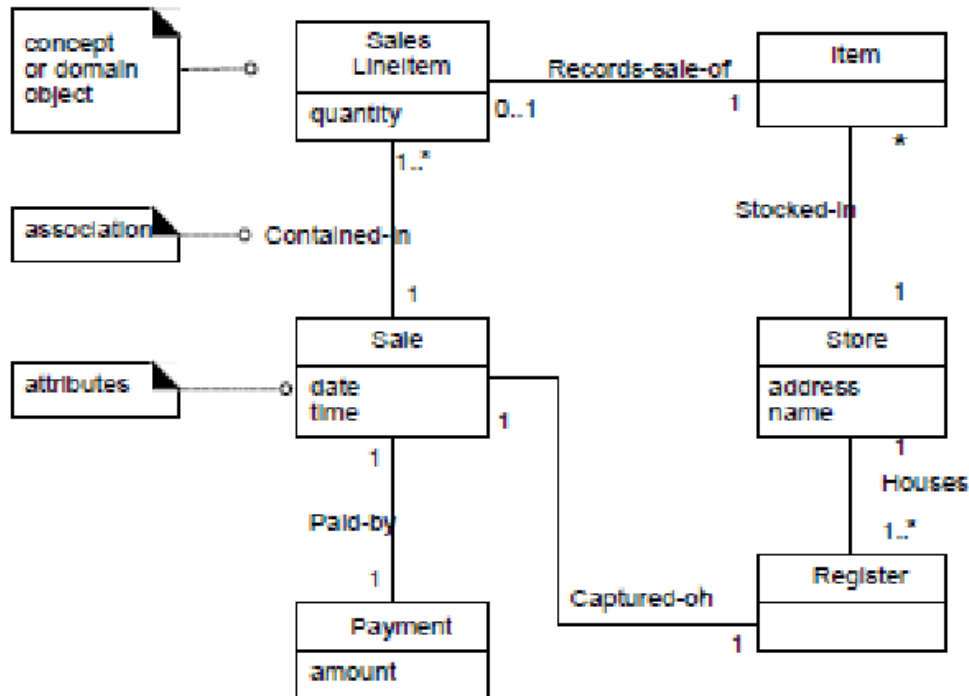 concept
or domain
object
Sales
LineItem
quantity
Records-sale-of
0..1
1
Item
*
1..*
association
Contained-in
Stocked-in
1
1
Sale
date
time
attributes
1
Store
address
name
1
1
Paid-by
1
Houses
1..*
Captured-on
1
Register
Payment
amount